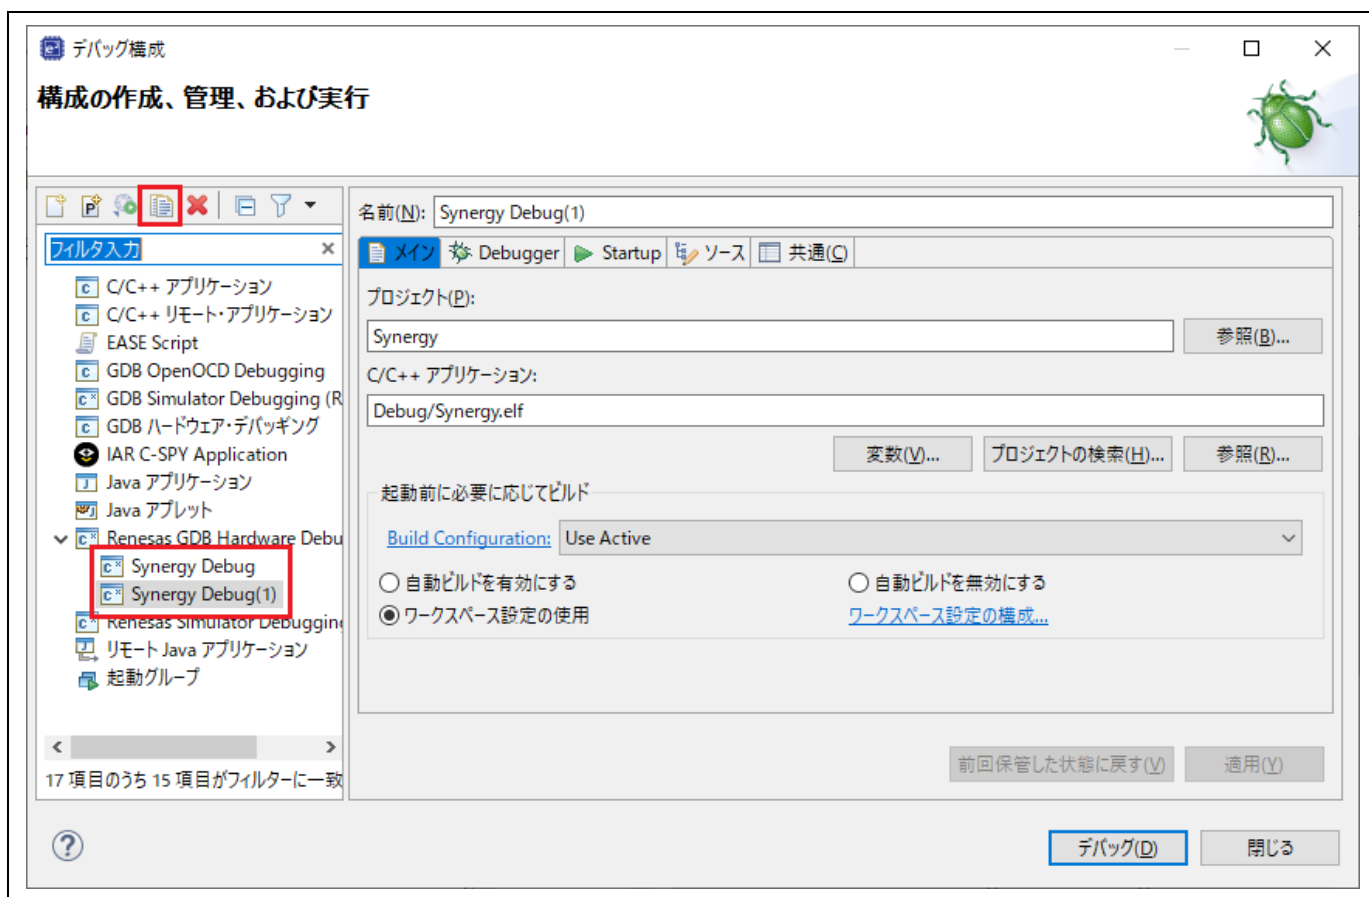 デバッグ構成
構成の作成、管理、および実行
フィルタ入力
C/C++ アプリケーション
C/C++ リモート・アプリケーション
EASE Script
GDB OpenOCD Debugging
GDB Simulator Debugging (R
GDB ハードウェア・デバッギング
IAR C-SPY Application
Java アプリケーション
Java アプレット
Renesas GDB Hardware Debu
Synergy Debug
Synergy Debug(1)
Renesas Simulator Debugging
リモート Java アプリケーション
起動グループ
17 項目のうち 15 項目がフィルターに一致
名前(N): Synergy Debug(1)
メイン Debugger Startup ソース 共通(C)
プロジェクト(P):
Synergy 参照(B)...
C/C++ アプリケーション:
Debug/Synergy.elf
変数(V)... プロジェクトの検索(H)... 参照(R)...
起動前に必要に応じてビルド
Build Configuration: Use Active
自動ビルドを有効にする 自動ビルドを無効にする
ワークスペース設定の使用 ワークスペース設定の構成...
前回保管した状態に戻す(V) 適用(Y)
デバッグ(D) 閉じる